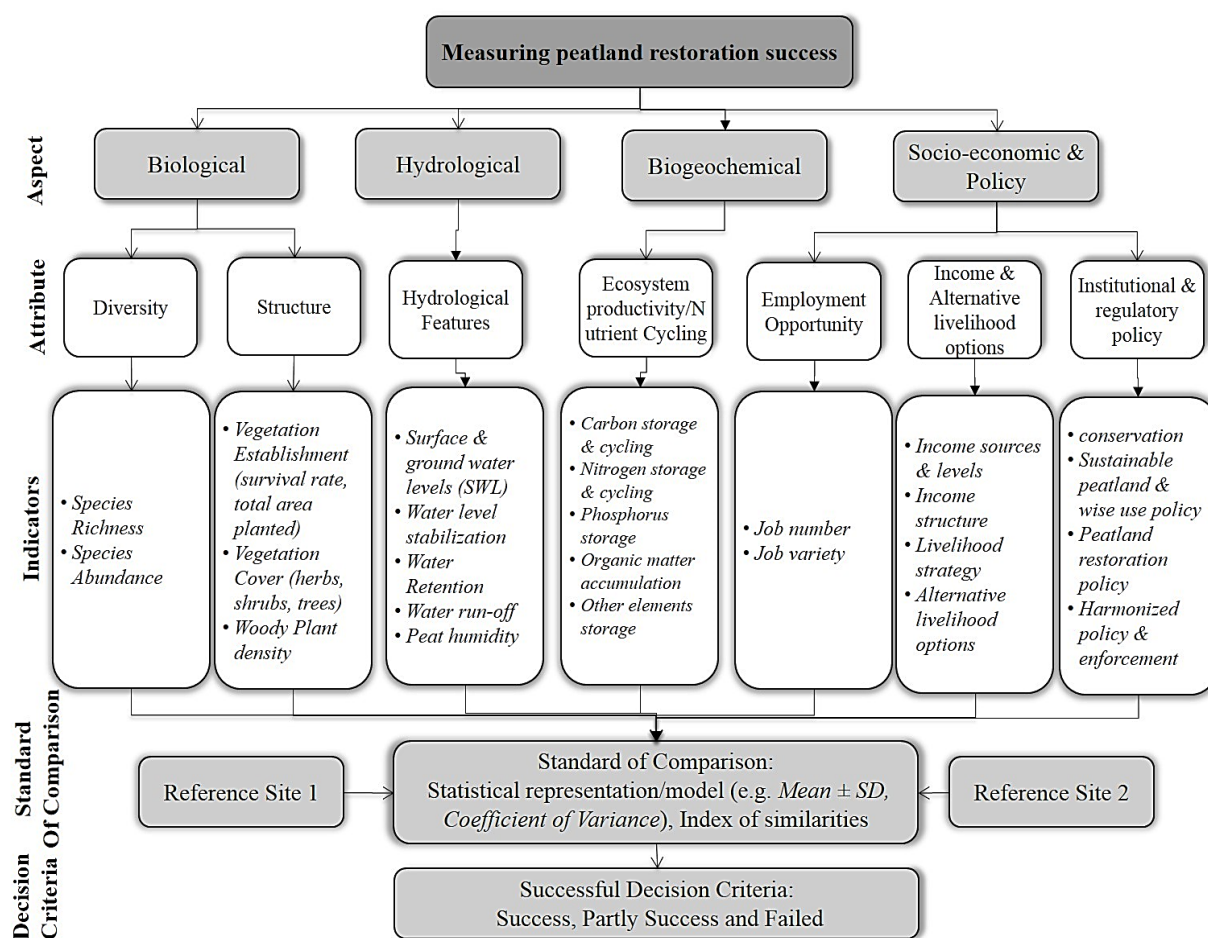 Measuring peatland restoration success
Aspect
Biological
Hydrological
Biogeochemical
Socio-economic &
Policy
Attribute
Diversity
Structure
Hydrological
Features
Ecosystem
productivity/N
utrient Cycling
Employment
Opportunity
Income &
Alternative
livelihood
options
Institutional &
regulatory
policy
Indicators
• Species
Richness
• Species
Abundance
• Vegetation
Establishment
(survival rate,
total area
planted)
• Vegetation
Cover (herbs,
shrubs, trees)
• Woody Plant
density
• Surface &
ground water
levels (SWL)
• Water level
stabilization
• Water
Retention
• Water run-off
• Peat humidity
• Carbon storage
& cycling
• Nitrogen storage
& cycling
• Phosphorus
storage
• Organic matter
accumulation
• Other elements
storage
• Job number
• Job variety
• Income sources
& levels
• Income
structure
• Livelihood
strategy
• Alternative
livelihood
options
• conservation
• Sustainable
peatland &
wise use policy
• Peatland
restoration
policy
• Harmonized
policy &
enforcement
Standard
Of Comparison
Reference Site 1
Standard of Comparison:
Statistical representation/model (e.g. Mean ± SD,
Coefficient of Variance), Index of similarities
Reference Site 2
Decision
Criteria
Successful Decision Criteria:
Success, Partly Success and Failed